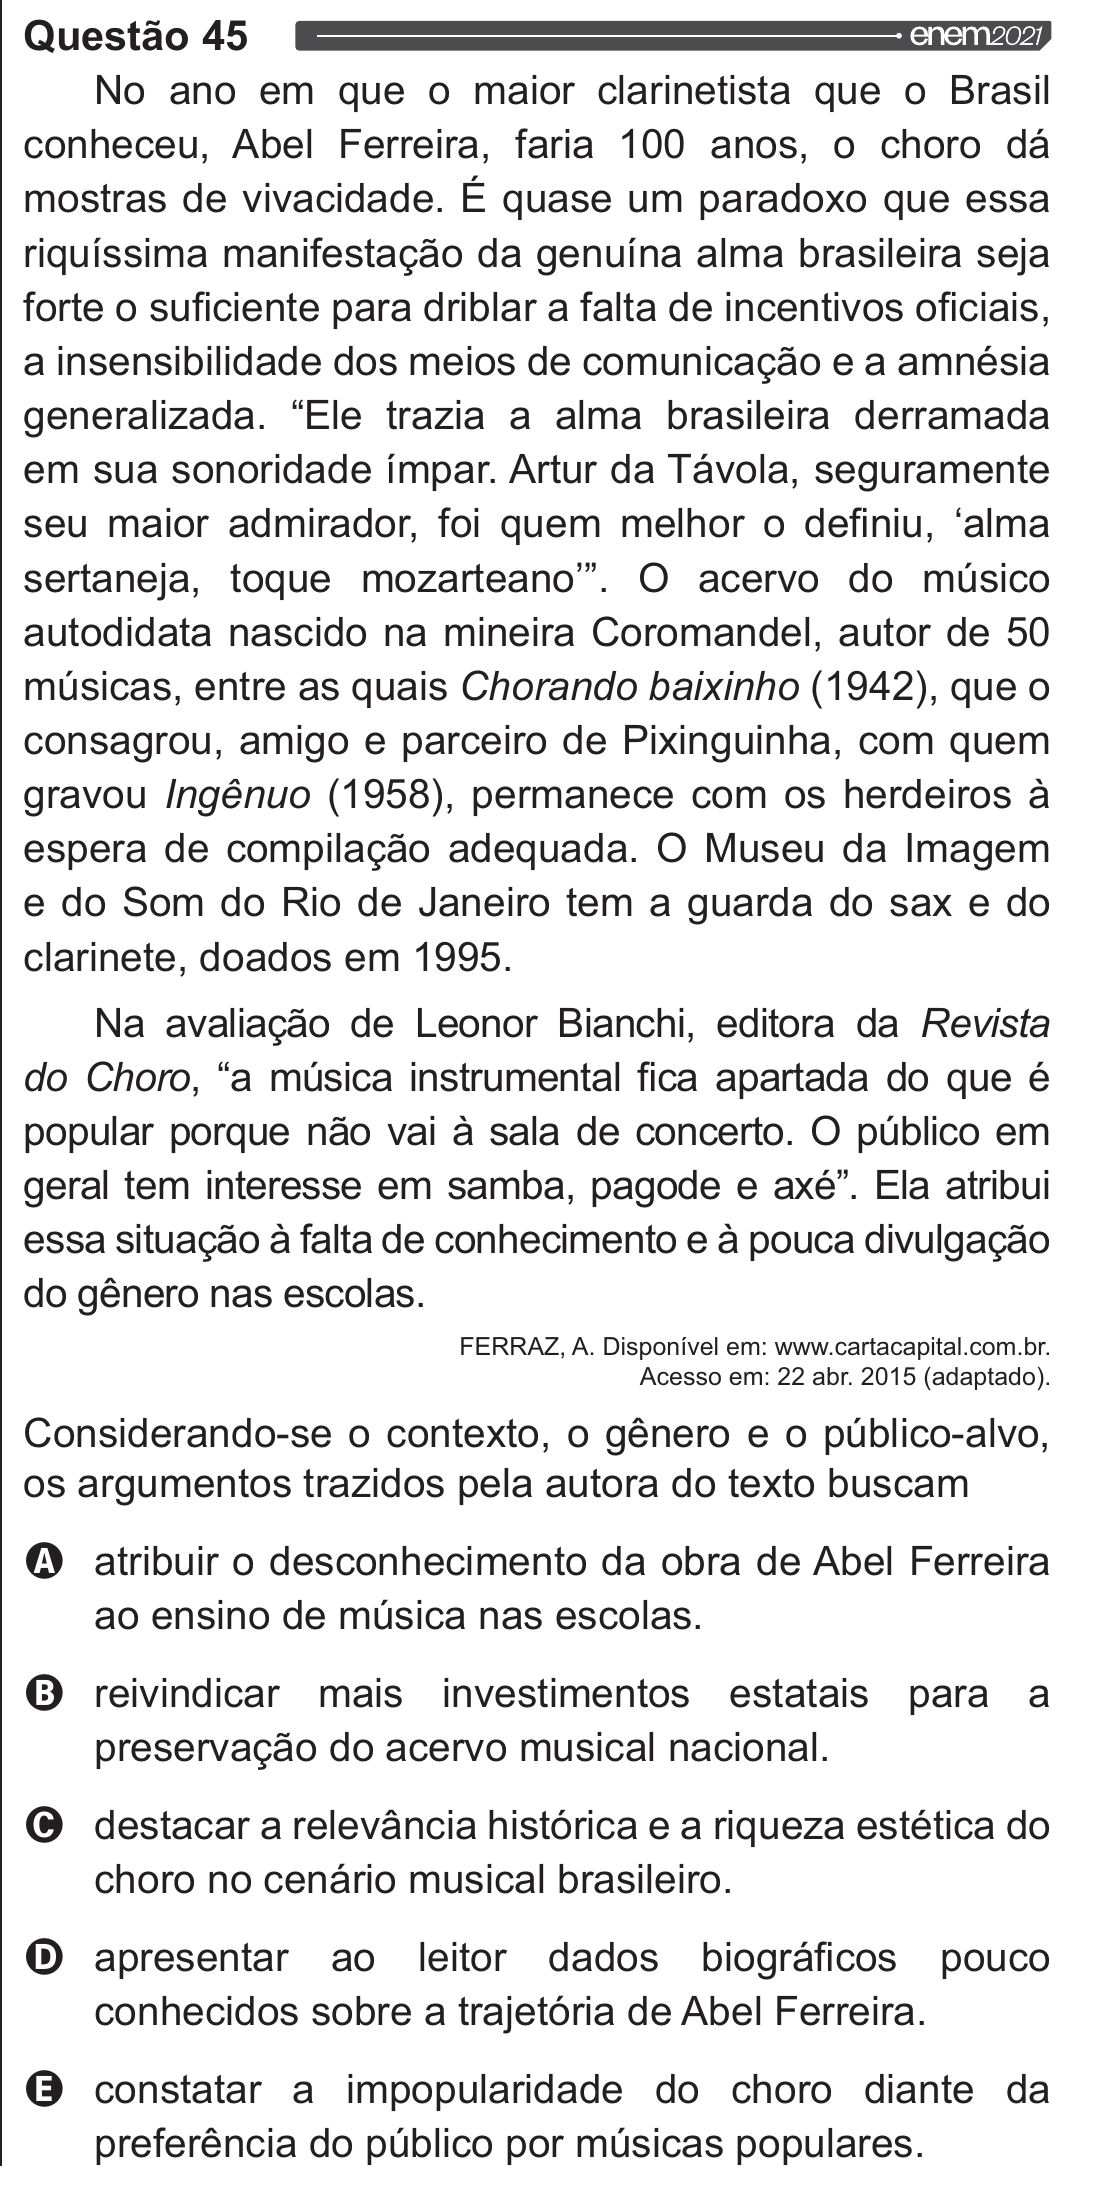 Questão 45
enem2021
No ano em que o maior clarinetista que o Brasil
conheceu, Abel Ferreira, faria 100 anos, o choro dá
mostras de vivacidade. É quase um paradoxo que essa
riquíssima manifestação da genuína alma brasileira seja
forte o suficiente para driblar a falta de incentivos oficiais,
a insensibilidade dos meios de comunicação e a amnésia
generalizada. “Ele trazia a alma brasileira derramada
em sua sonoridade ímpar. Artur da Távola, seguramente
seu maior admirador, foi quem melhor o definiu, ‘alma
sertaneja, toque mozarteano’”. O acervo do músico
autodidata nascido na mineira Coromandel, autor de 50
músicas, entre as quais Chorando baixinho (1942), que o
consagrou, amigo e parceiro de Pixinguinha, com quem
gravou Ingênuo (1958), permanece com os herdeiros à
espera de compilação adequada. O Museu da Imagem
e do Som do Rio de Janeiro tem a guarda do sax e do
clarinete, doados em 1995.
Na avaliação de Leonor Bianchi, editora da Revista
do Choro, “a música instrumental fica apartada do que é
popular porque não vai à sala de concerto. O público em
geral tem interesse em samba, pagode e axé”. Ela atribui
essa situação à falta de conhecimento e à pouca divulgação
do gênero nas escolas.
FERRAZ, A. Disponível em: www.cartacapital.com.br.
Acesso em: 22 abr. 2015 (adaptado).
Considerando-se o contexto, o gênero e o público-alvo,
os argumentos trazidos pela autora do texto buscam
A atribuir o desconhecimento da obra de Abel Ferreira
ao ensino de música nas escolas.
B reivindicar mais investimentos estatais para a
preservação do acervo musical nacional.
C destacar a relevância histórica e a riqueza estética do
choro no cenário musical brasileiro.
D apresentar ao leitor dados biográficos pouco
conhecidos sobre a trajetória de Abel Ferreira.
E constatar a impopularidade do choro diante da
preferência do público por músicas populares.